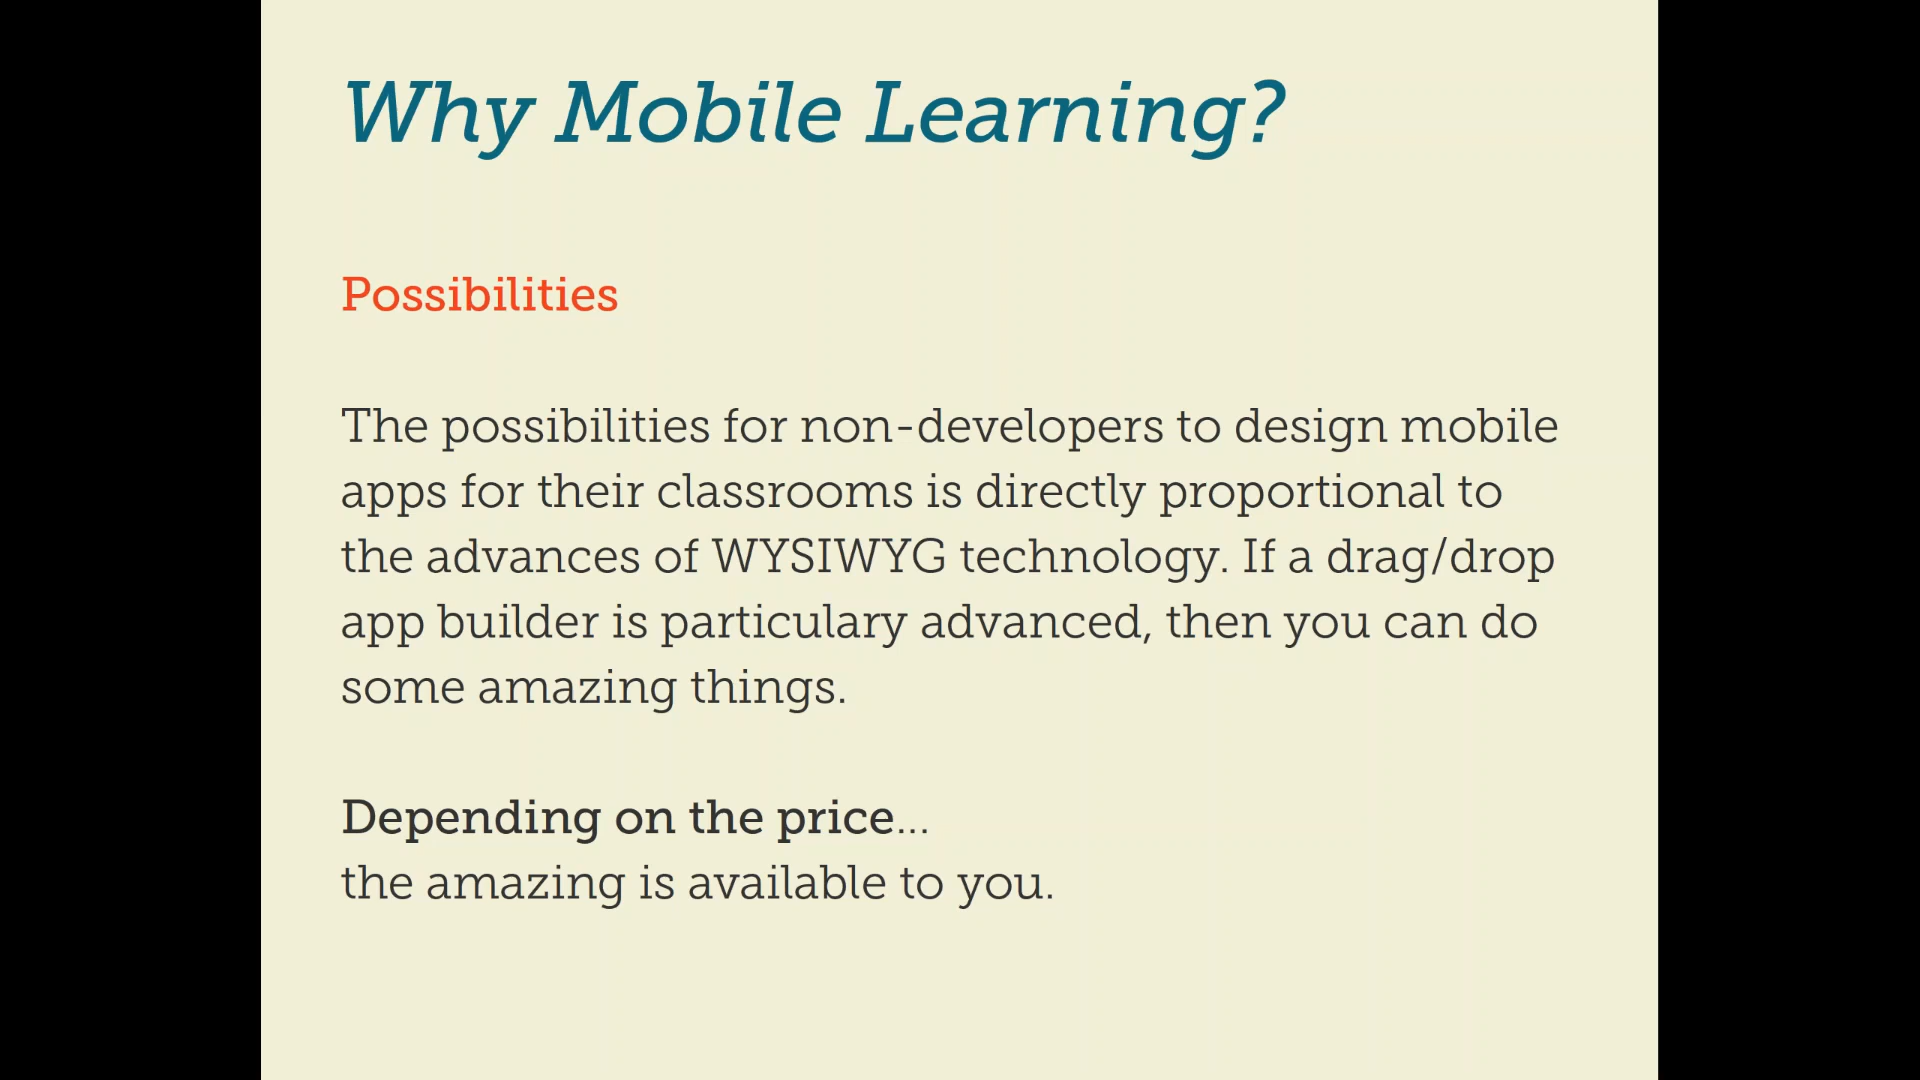 Why Mobile Learning?
Possibilities
The possibilities for non-developers to design mobile
apps for their classrooms is directly proportional to
the advances of WYSIWYG technology. If a drag/drop
app builder is particulary advanced, then you can do
some amazing things.
Depending on the price...
the amazing is available to you.